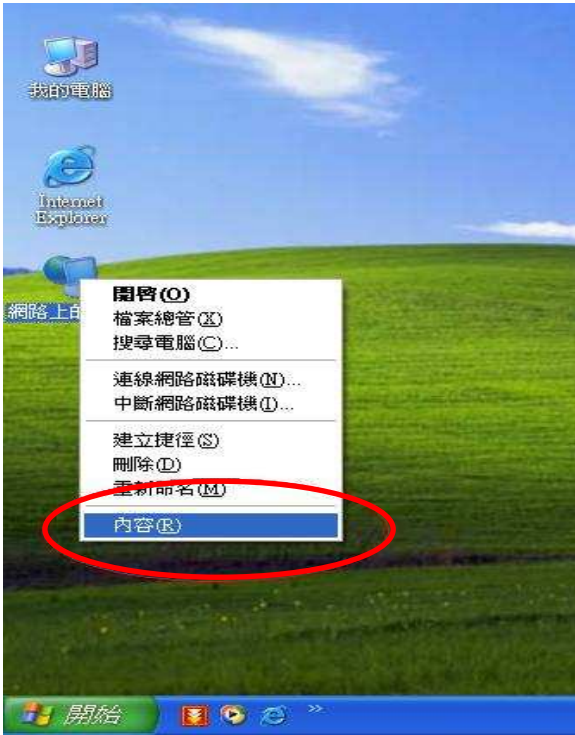 我的電腦
Internet
Explorer
網路上的
開啓(O)
檔案總管(X)
搜尋電腦(C)...
連線網路磁碟機(N)...
中斷網路磁碟機(I)...
建立捷徑(S)
刪除(D)
重新命名(M)
內容(R)
開始
»